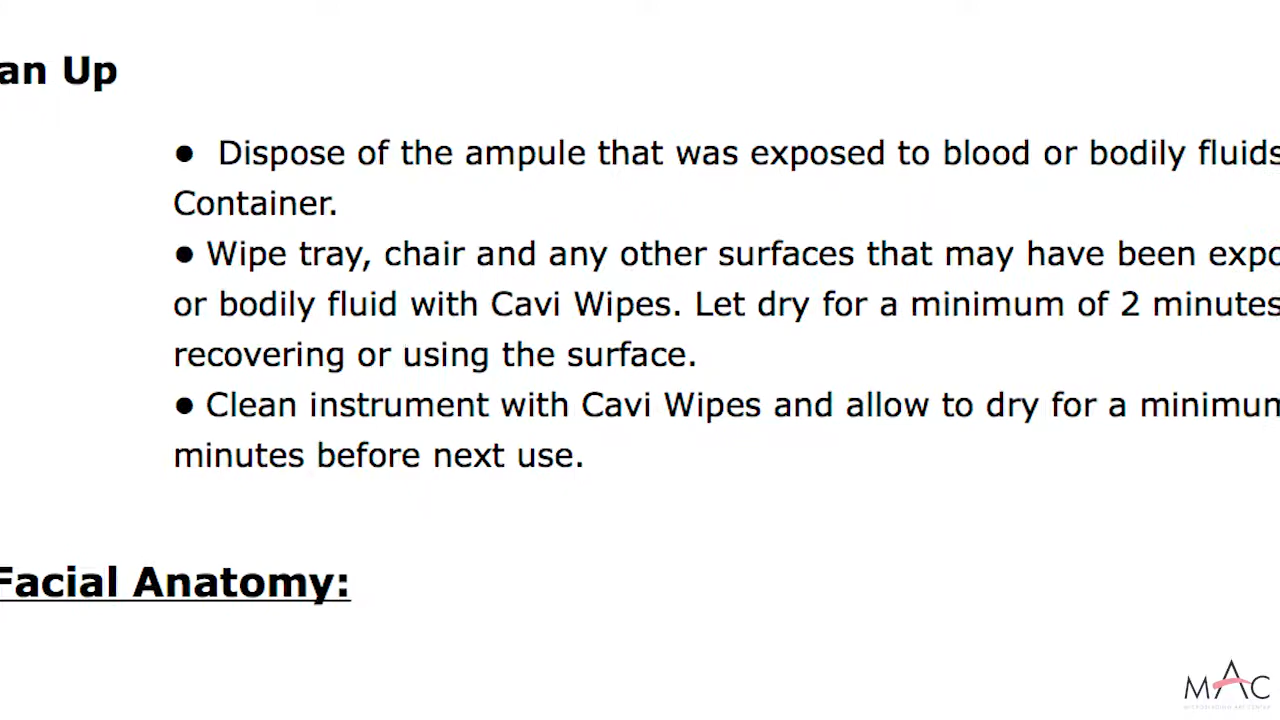 an Up
● Dispose of the ampule that was exposed to blood or bodily fluids
Container.
● Wipe tray, chair and any other surfaces that may have been expo
or bodily fluid with Cavi Wipes. Let dry for a minimum of 2 minutes
recovering or using the surface.
● Clean instrument with Cavi Wipes and allow to dry for a minimum
minutes before next use.
Facial Anatomy:
MAC